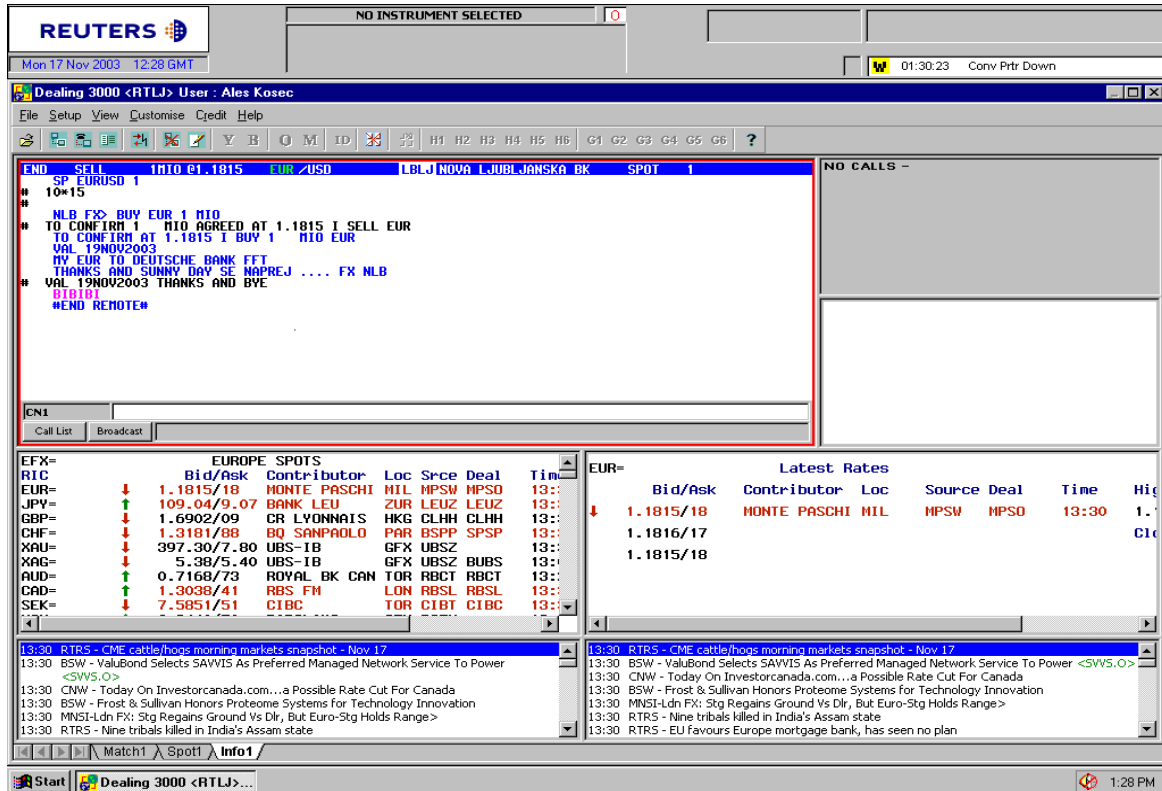 REUTERS
Mon 17 Nov 2003 12:28 GMT
NO INSTRUMENT SELECTED 0
W 01:30:23 Conv Prtr Down
Dealing 3000 <RTLJ> User : Ales Kosec
File Setup View Customise Credit Help
Y B O M ID H1 H2 H3 H4 H5 H6 G1 G2 G3 G4 G5 G6 ?
END SELL 1MIO @1.1815 EUR /USD LBLJ NOVA LJUBLJANSKA BK SPOT 1
SP EURUSD 1
# 10*15
#
NLB FX> BUY EUR 1 MIO
# TO CONFIRM 1 MIO AGREED AT 1.1815 I SELL EUR
TO CONFIRM AT 1.1815 I BUY 1 MIO EUR
VAL 19NOV2003
MY EUR TO DEUTSCHE BANK FFT
THANKS AND SUNNY DAY SE NAPREJ .... FX NLB
# VAL 19NOV2003 THANKS AND BYE
BIBIBI
#END REMOTE#
CN1
Call List Broadcast
NO CALLS -
EFX= EUROPE SPOTS
RIC Bid/Ask Contributor Loc Srce Deal Tim
EUR= 1.1815/18 MONTE PASCHI MIL MPSW MPSO 13:
JPY= 109.04/9.07 BANK LEU ZUR LEUZ LEUZ 13:
GBP= 1.6902/09 CR LYONNAIS HKG CLHH CLHH 13:
CHF= 1.3181/88 BQ SANPAOLO PAR BSPP SPSP 13:
XAU= 397.30/7.80 UBS-IB GFX UBSZ 13:
XAG= 5.38/5.40 UBS-IB GFX UBSZ BUBS 13:
AUD= 0.7168/73 ROYAL BK CAN TOR RBCT RBCT 13:
CAD= 1.3038/41 RBS FM LON RBSL RBSL 13:
SEK= 7.5851/51 CIBC TOR CIBT CIBC 13:
EUR= Latest Rates
Bid/Ask Contributor Loc Source Deal Time Hig
1.1815/18 MONTE PASCHI MIL MPSW MPSO 13:30 1.
1.1816/17 Clo
1.1815/18
13:30 RTRS - CME cattle/hogs morning markets snapshot - Nov 17
13:30 BSW - ValuBond Selects SAVVIS As Preferred Managed Network Service To Power
<SVVS.O>
13:30 CNW - Today On Investorcanada.com...a Possible Rate Cut For Canada
13:30 BSW - Frost & Sullivan Honors Proteome Systems for Technology Innovation
13:30 MNSI-Ldn FX: Stg Regains Ground Vs Dlr, But Euro-Stg Holds Range>
13:30 RTRS - Nine tribals killed in India's Assam state
13:30 RTRS - CME cattle/hogs morning markets snapshot - Nov 17
13:30 BSW - ValuBond Selects SAVVIS As Preferred Managed Network Service To Power <SVVS.O>
13:30 CNW - Today On Investorcanada.com...a Possible Rate Cut For Canada
13:30 BSW - Frost & Sullivan Honors Proteome Systems for Technology Innovation
13:30 MNSI-Ldn FX: Stg Regains Ground Vs Dlr, But Euro-Stg Holds Range>
13:30 RTRS - Nine tribals killed in India's Assam state
13:30 RTRS - EU favours Europe mortgage bank, has seen no plan
Match1 Spot1 Info1
Start Dealing 3000 <RTLJ>... 1:28 PM